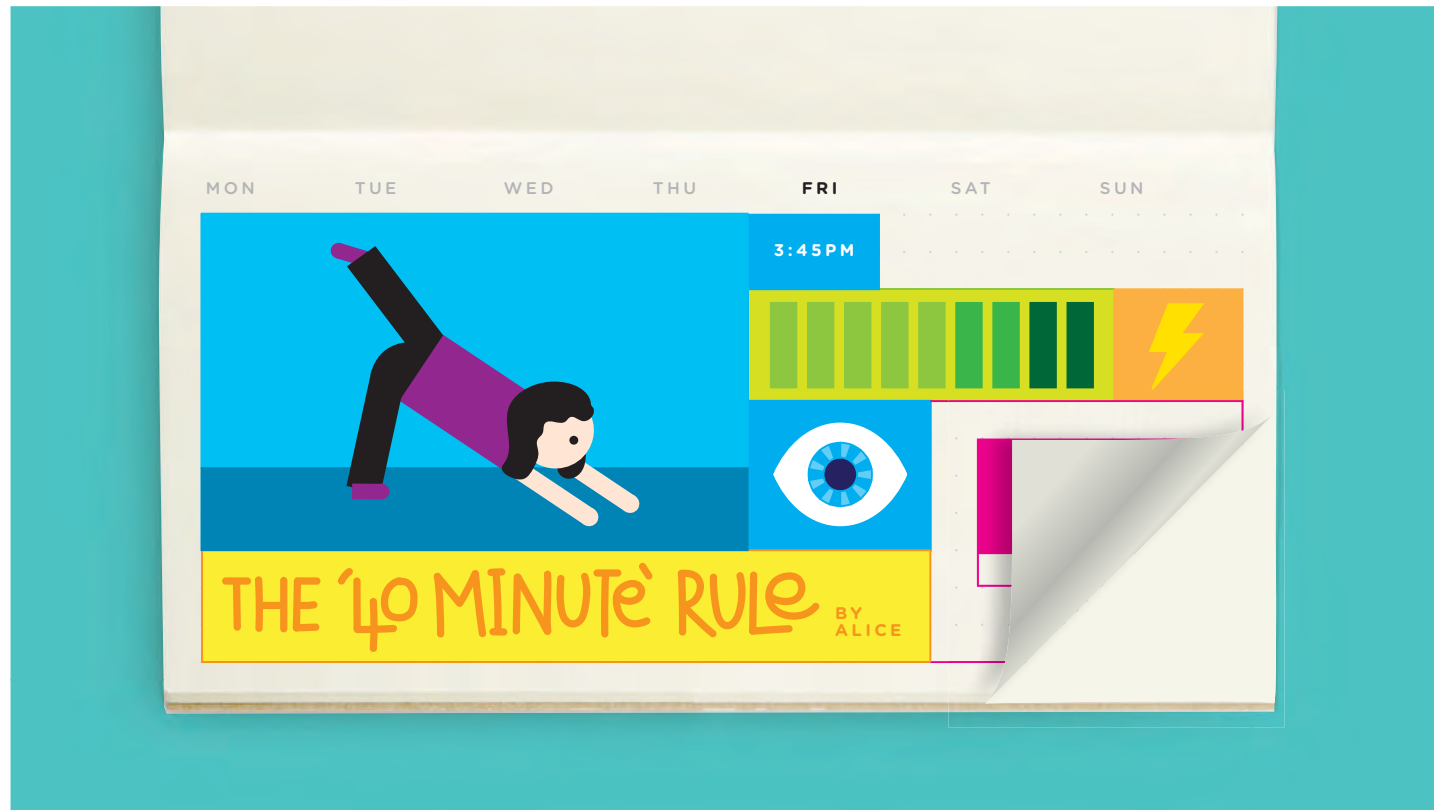 MON TUE WED THU FRI SAT SUN
3:45PM
THE '40 MINUTE' RULE
BY
ALICE